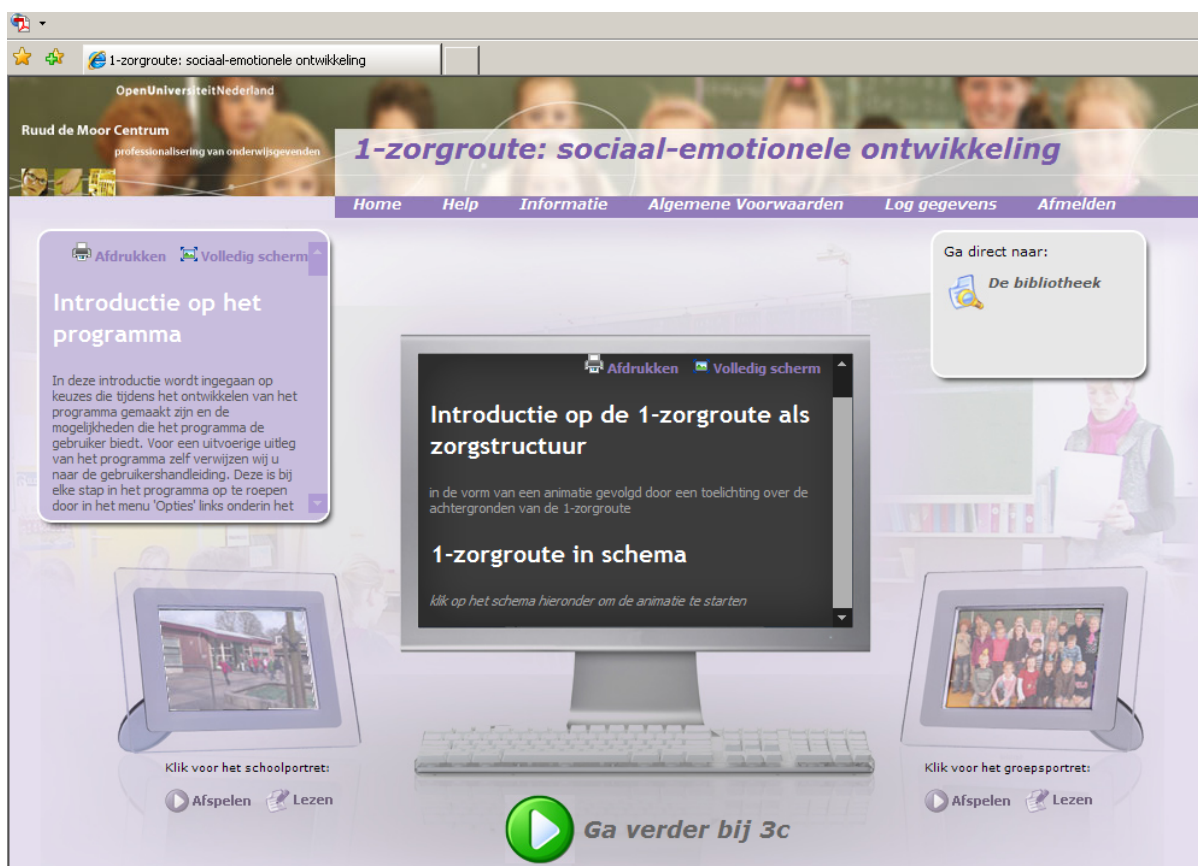 1-zorgroute: sociaal-emotionele ontwikkeling
OpenUniversiteitNederland
Ruud de Moor Centrum
professionalisering van onderwijsgevenden
1-zorgroute: sociaal-emotionele ontwikkeling
Home Help Informatie Algemene Voorwaarden Log gegevens Afmelden
Afdrukken Volledig scherm
Introductie op het
programma
In deze introductie wordt ingegaan op
keuzes die tijdens het ontwikkelen van het
programma gemaakt zijn en de
mogelijkheden die het programma de
gebruiker biedt. Voor een uitvoerige uitleg
van het programma zelf verwijzen wij u
naar de gebruikershandleiding. Deze is bij
elke stap in het programma op te roepen
door in het menu 'Opties' links onderin het
Ga direct naar:
De bibliotheek
Afdrukken Volledig scherm
Introductie op de 1-zorgroute als
zorgstructuur
in de vorm van een animatie gevolgd door een toelichting over de
achtergronden van de 1-zorgroute
1-zorgroute in schema
klik op het schema hieronder om de animatie te starten
Klik voor het schoolportret:
Afspelen Lezen
Klik voor het groepsportret:
Afspelen Lezen
Ga verder bij 3c